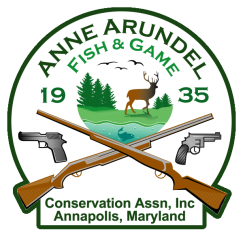 ANNE ARUNDEL
FISH & GAME
19 35
Conservation Assn, Inc
Annapolis, Maryland